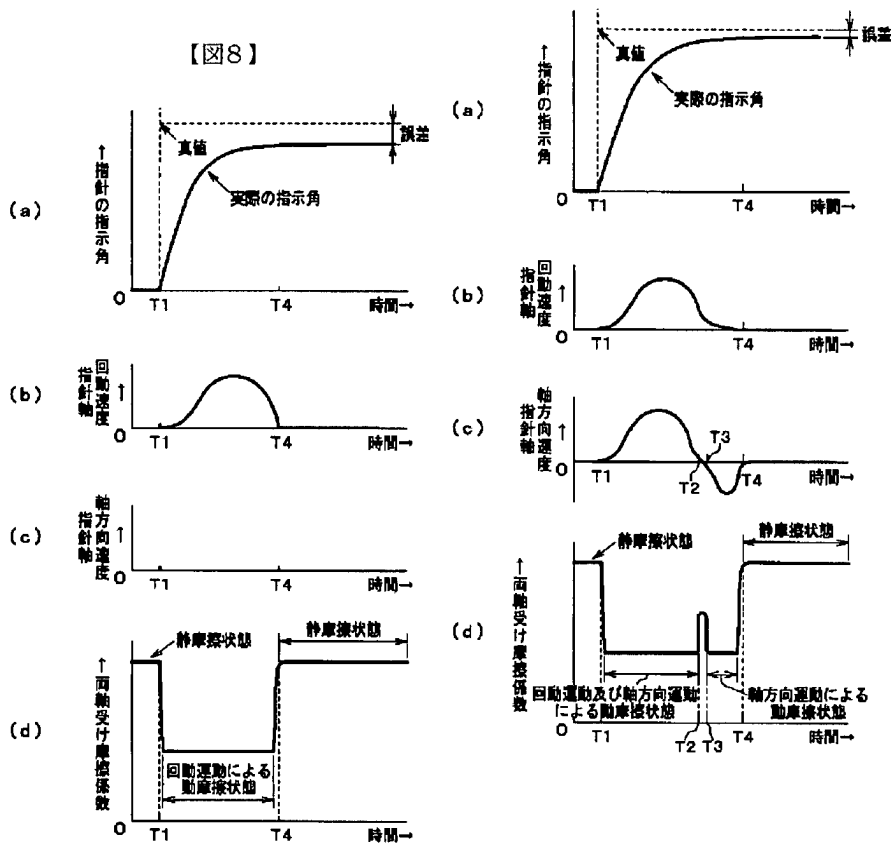 【図8】
(a)
↑指針の指示角
真値
実際の指示角
誤差
0
T1
T4
時間→
(b)
指針軸
回動速度
↑
0
T1
T4
時間→
(c)
指針軸
軸方向速度
↑
0
T1
T4
時間→
(d)
↑両軸受け摩擦係数
静摩擦状態
静摩擦状態
回動運動による
動摩擦状態
0
T1
T4
時間→
(a)
↑指針の指示角
真値
実際の指示角
誤差
0
T1
T4
時間→
(b)
指針軸
回動速度
↑
0
T1
T4
時間→
(c)
指針軸
軸方向速度
↑
0
T1
T2
T3
T4
時間→
(d)
↑両軸受け摩擦係数
静摩擦状態
静摩擦状態
回動運動及び軸方向運動
による動摩擦状態
軸方向運動による
動摩擦状態
0
T1
T2
T3
T4
時間→